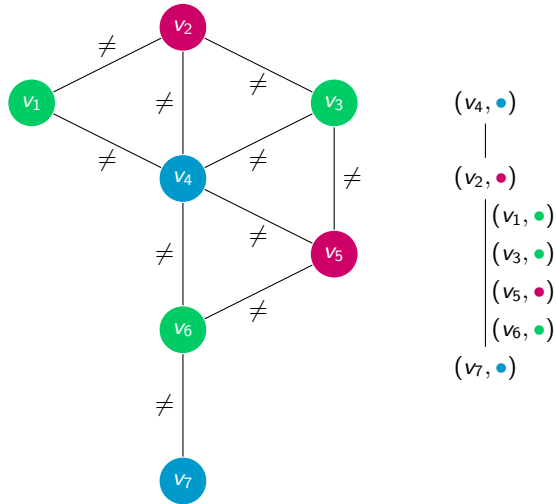 v₂
≠
v₁
≠
≠
v₃
≠
≠
v₄
≠
≠
≠
v₅
≠
v₆
≠
v₇
(v₄, •)
(v₂, •)
(v₁, •)
(v₃, •)
(v₅, •)
(v₆, •)
(v₇, •)